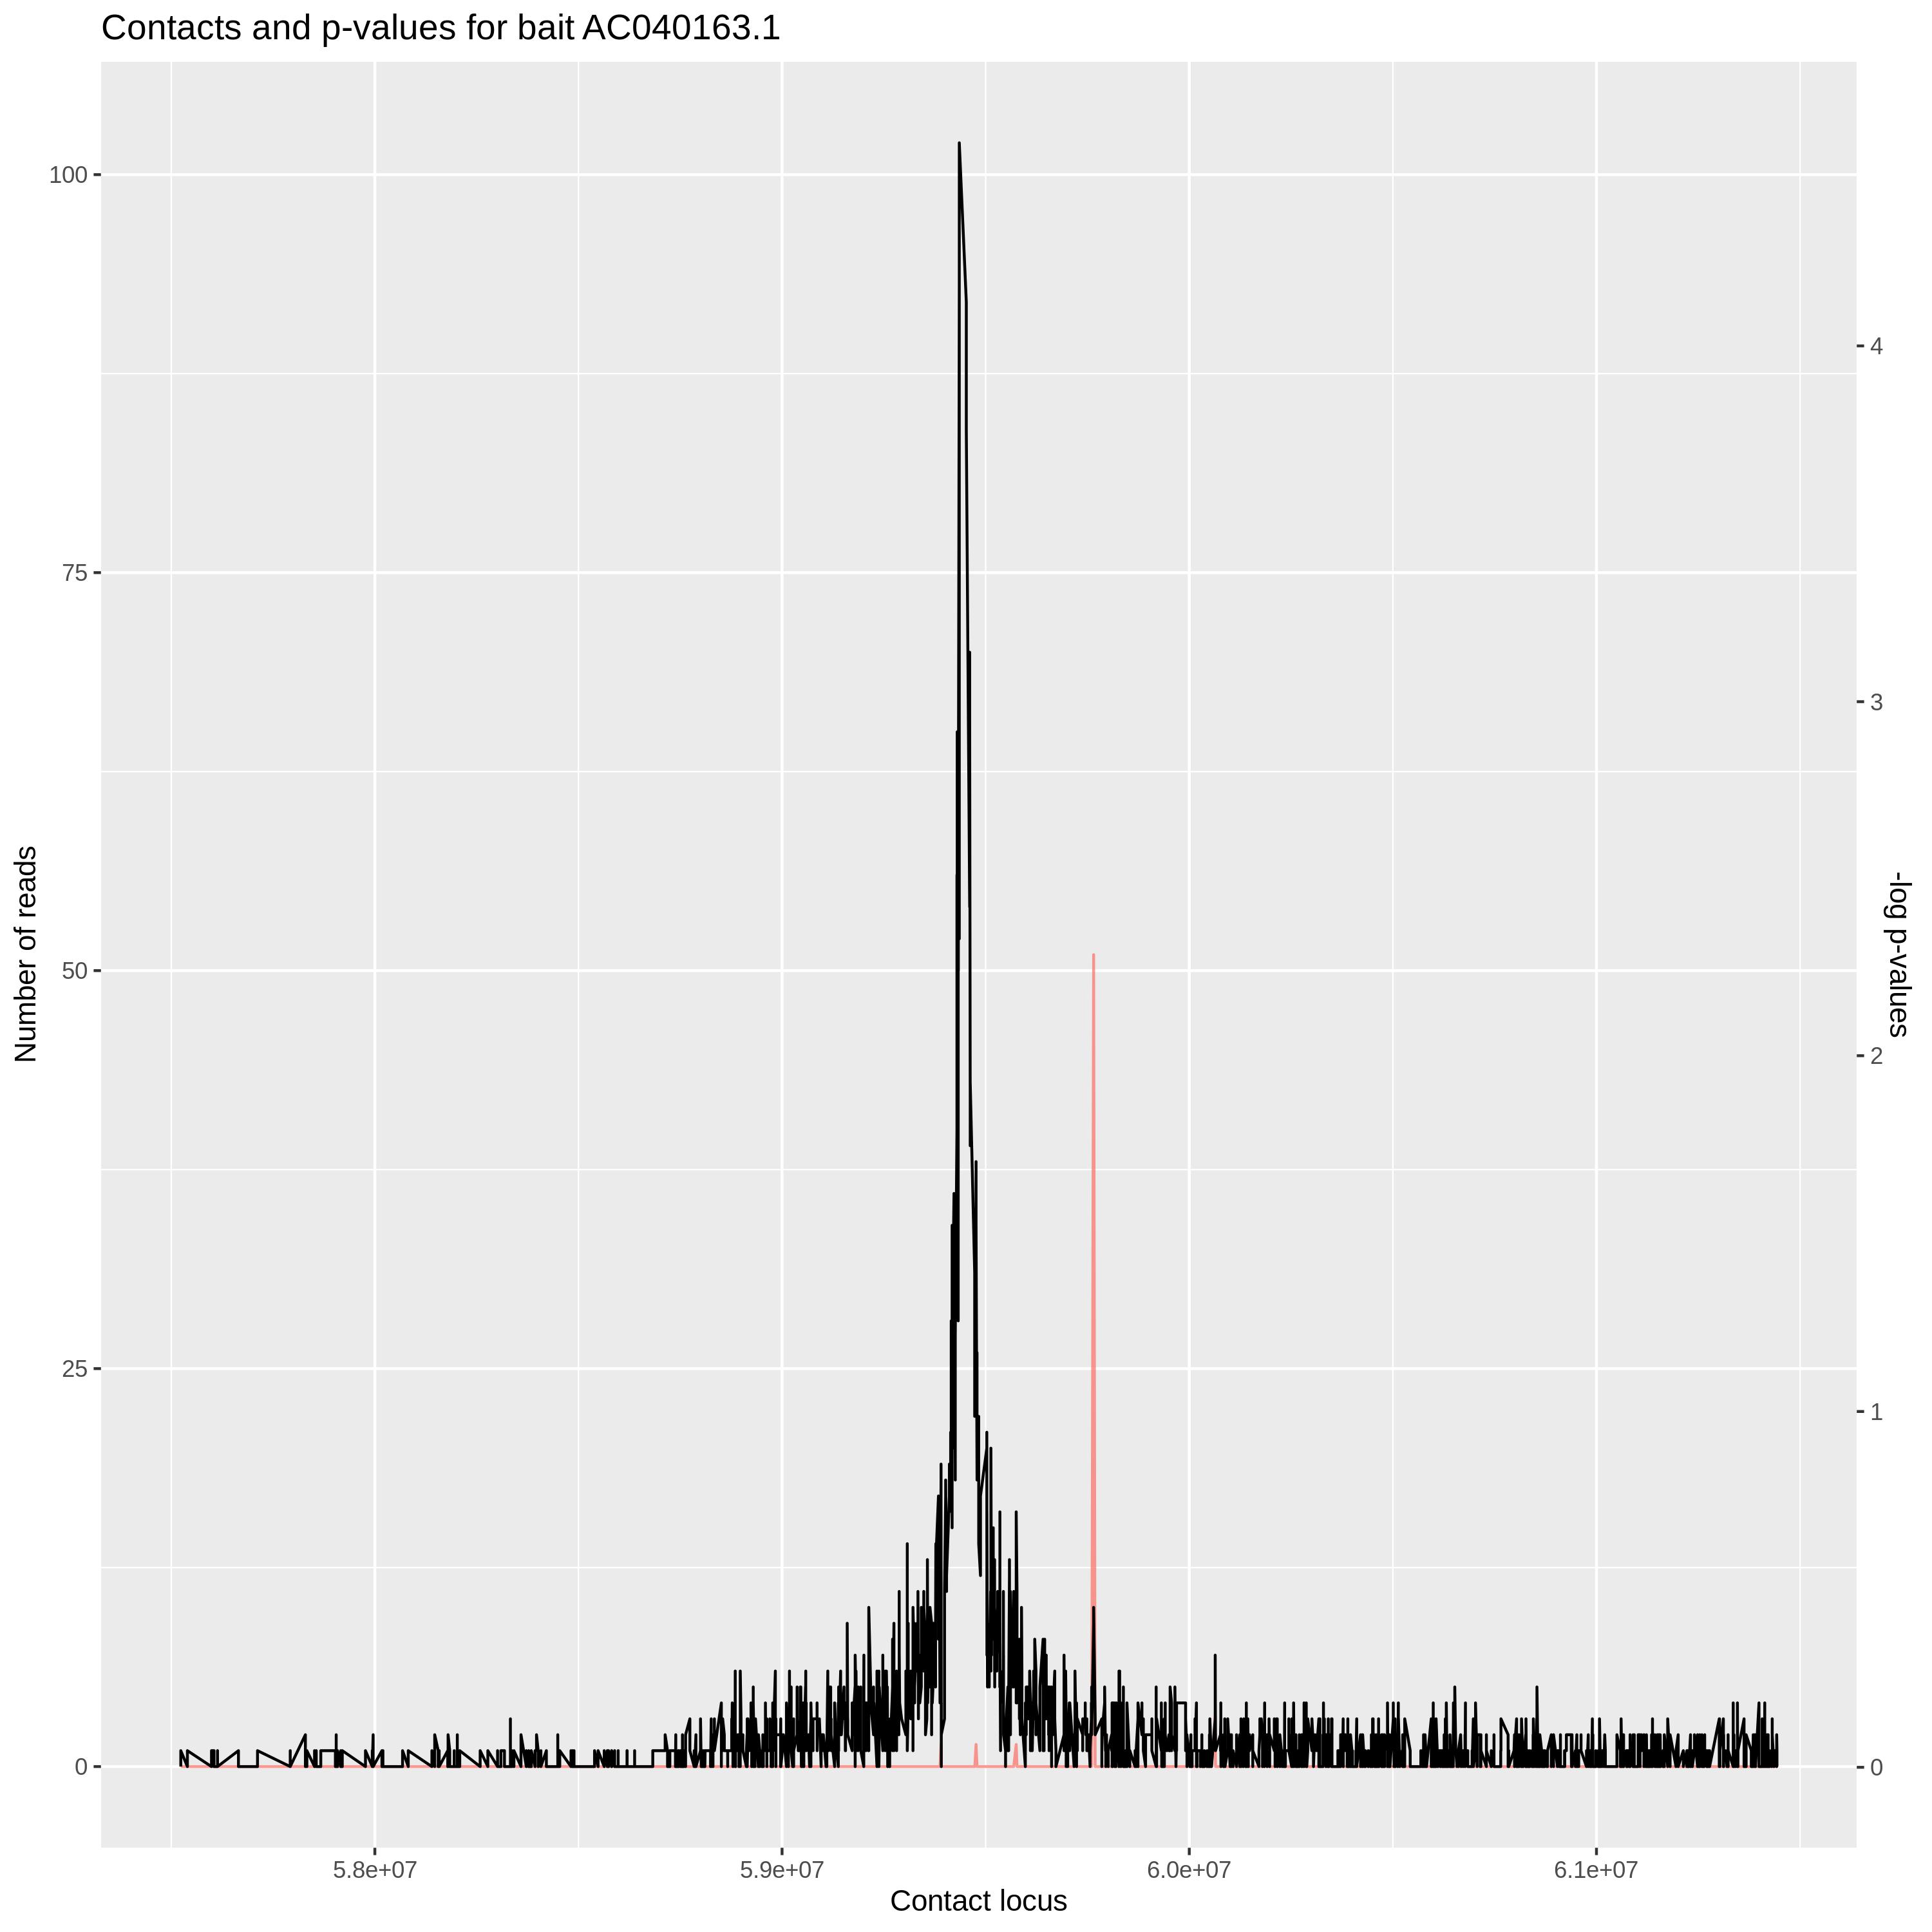 Contacts and p-values for bait AC040163.1
100
75
50
25
0
Number of reads
4
3
2
1
0
-log p-values
5.8e+07 5.9e+07 6.0e+07 6.1e+07
Contact locus